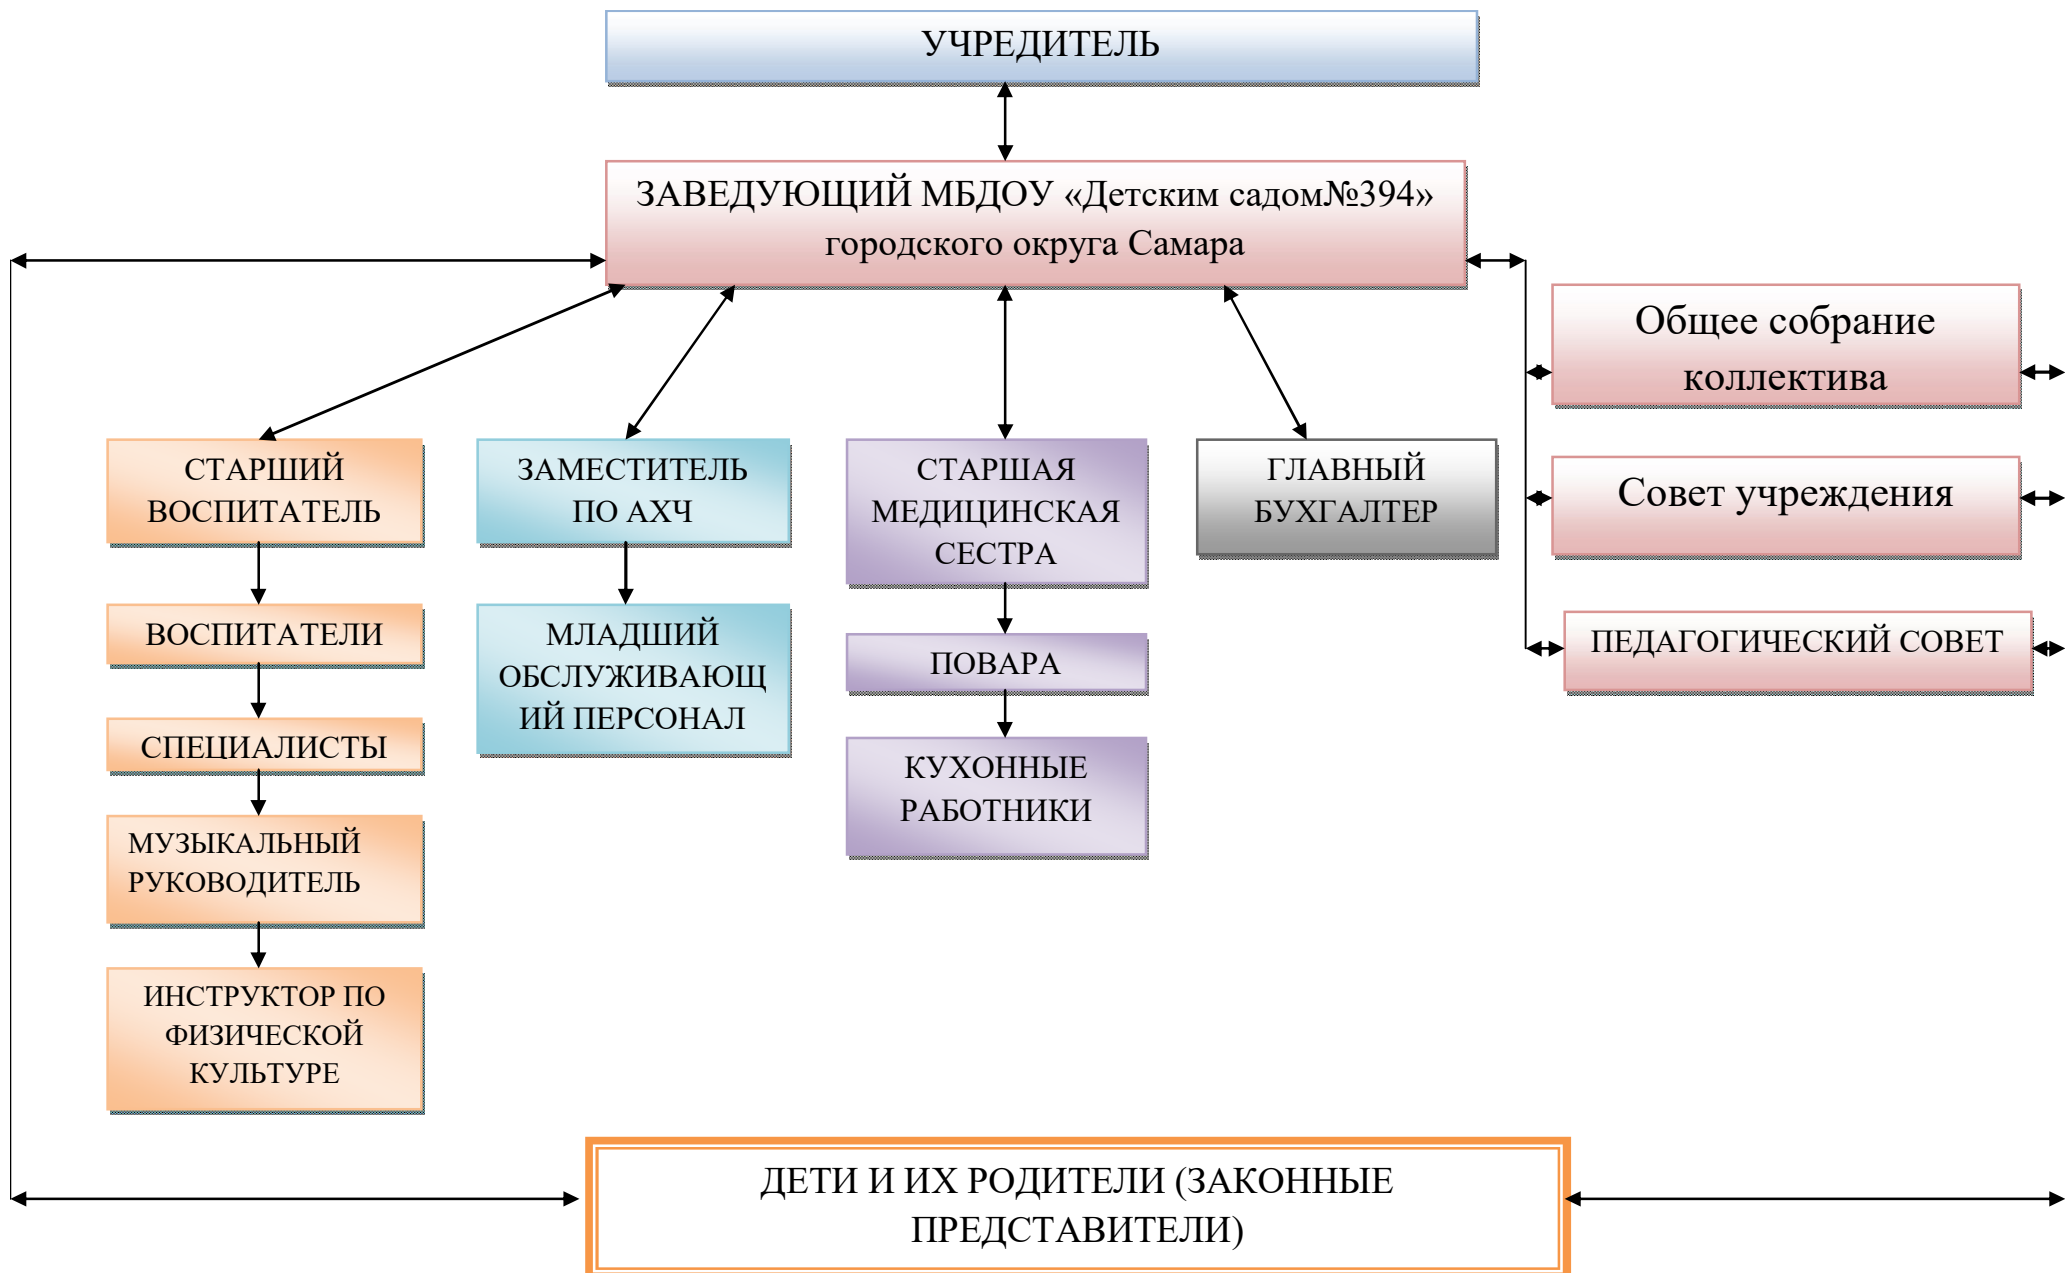 УЧРЕДИТЕЛЬ
ЗАВЕДУЮЩИЙ МБДОУ «Детским садом№394»
городского округа Самара
Общее собрание
коллектива
Совет учреждения
ПЕДАГОГИЧЕСКИЙ СОВЕТ
СТАРШИЙ
ВОСПИТАТЕЛЬ
ВОСПИТАТЕЛИ
СПЕЦИАЛИСТЫ
МУЗЫКАЛЬНЫЙ
РУКОВОДИТЕЛЬ
ИНСТРУКТОР ПО
ФИЗИЧЕСКОЙ
КУЛЬТУРЕ
ЗАМЕСТИТЕЛЬ
ПО АХЧ
МЛАДШИЙ
ОБСЛУЖИВАЮЩ
ИЙ ПЕРСОНАЛ
СТАРШАЯ
МЕДИЦИНСКАЯ
СЕСТРА
ПОВАРА
КУХОННЫЕ
РАБОТНИКИ
ГЛАВНЫЙ
БУХГАЛТЕР
ДЕТИ И ИХ РОДИТЕЛИ (ЗАКОННЫЕ
ПРЕДСТАВИТЕЛИ)